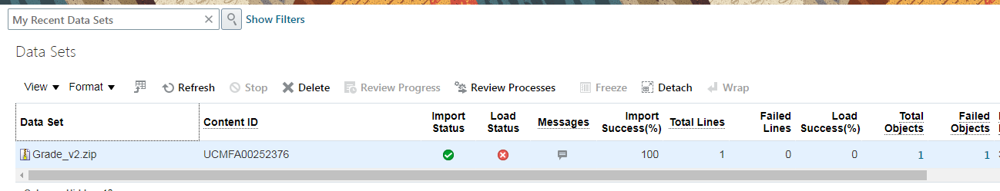 My Recent Data Sets Show Filters
Data Sets
View Format Refresh Stop Delete Review Progress Review Processes Freeze Detach Wrap
Data Set Content ID Import Status Load Status Messages Import Success(%) Total Lines Failed Lines Load Success(%) Total Objects Failed Objects
Grade_v2.zip UCMFA00252376 100 1 0 0 1 1